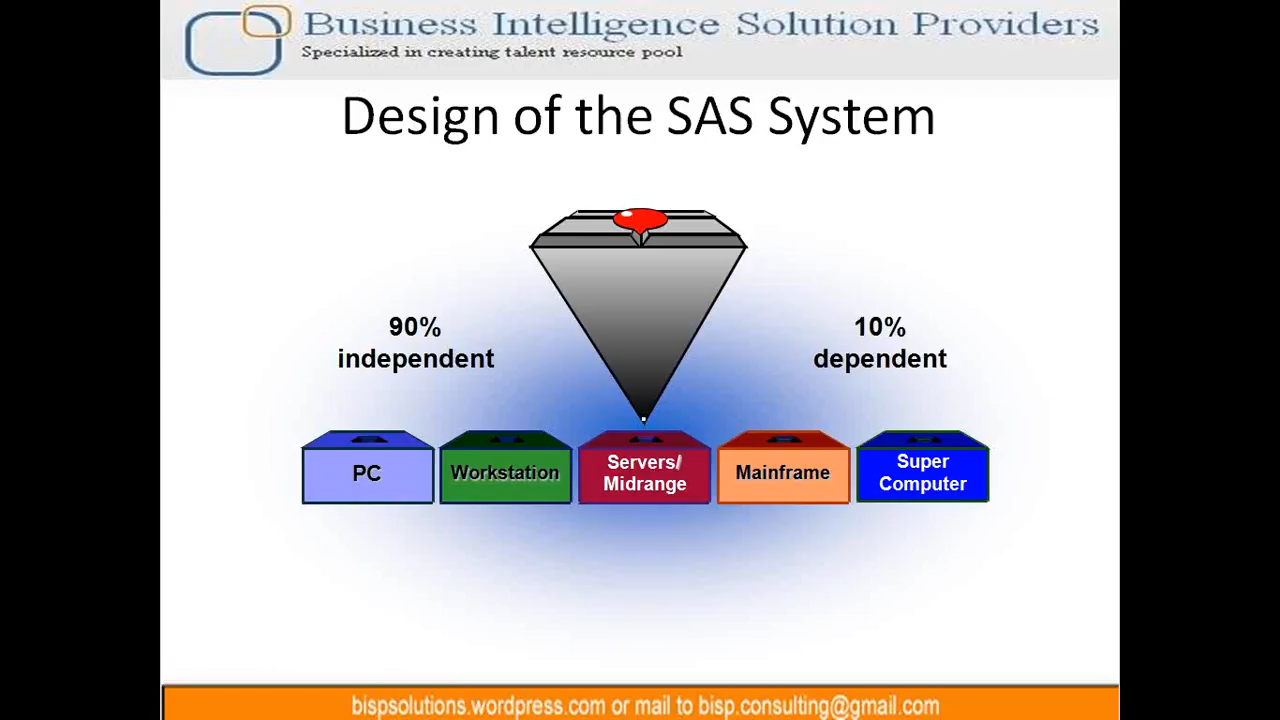 Business Intelligence Solution Providers
Specialized in creating talent resource pool
Design of the SAS System
90%
independent
10%
dependent
PC
Workstation
Servers/
Midrange
Mainframe
Super
Computer
bispsolutions.wordpress.com or mail to bisp.consulting@gmail.com